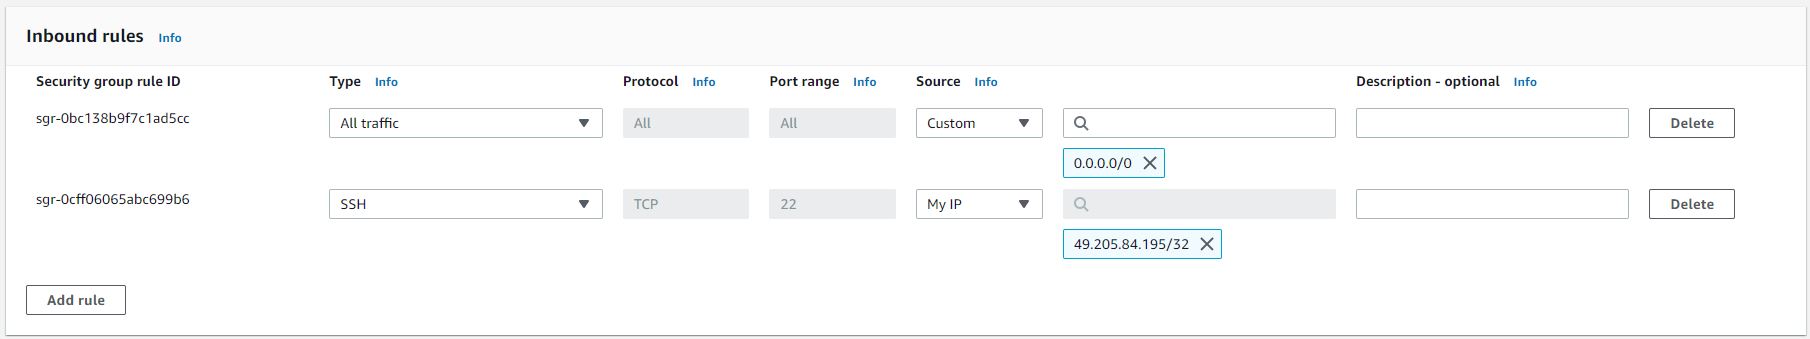 Inbound rules Info
Security group rule ID Type Info Protocol Info Port range Info Source Info Description - optional Info
sgr-0bc138b9f7c1ad5cc All traffic All All Custom Delete
0.0.0.0/0
sgr-0cff06065abc699b6 SSH TCP 22 My IP Delete
49.205.84.195/32
Add rule